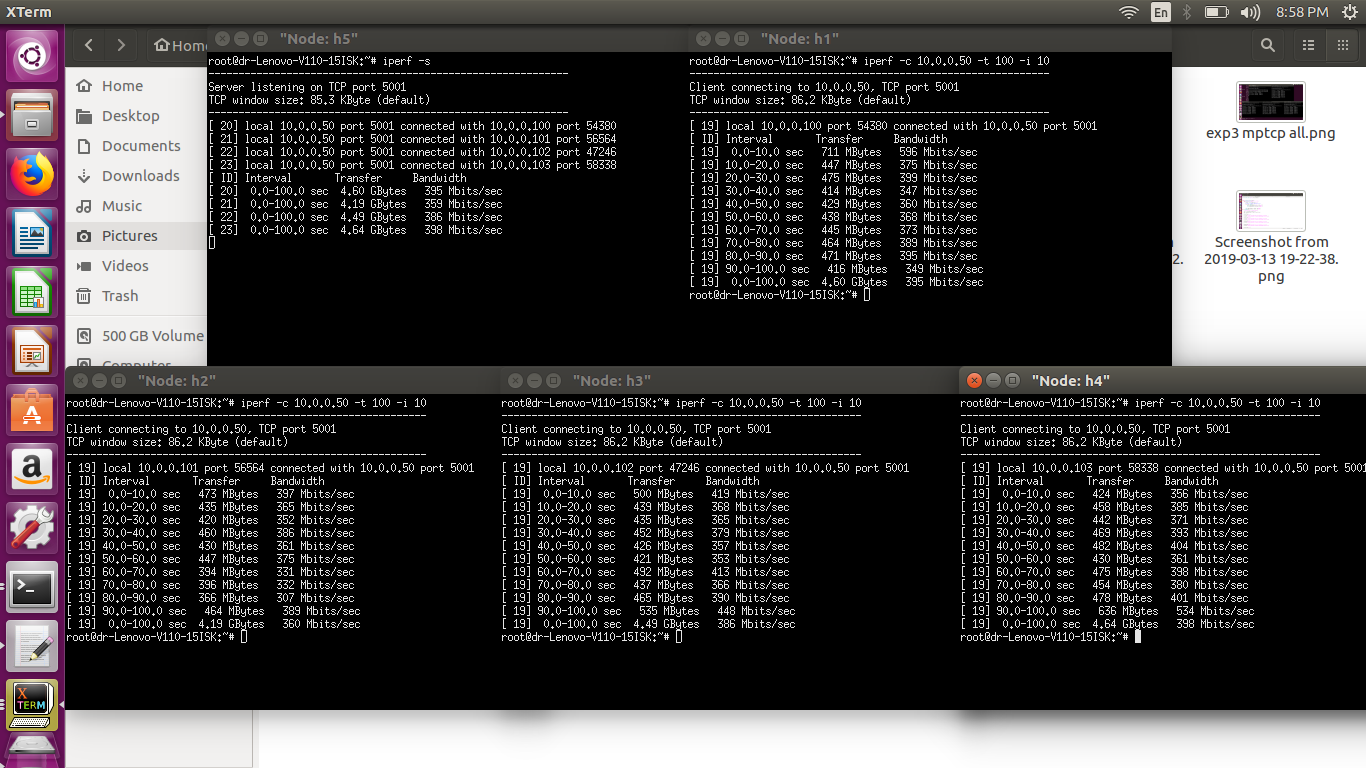 XTerm
En
8:58 PM
Home
"Node: h5"
root@dr-Lenovo-V110-15ISK:~# iperf -s
------------------------------------------------------------
Server listening on TCP port 5001
TCP window size: 85.3 KByte (default)
------------------------------------------------------------
[ 20] local 10.0.0.50 port 5001 connected with 10.0.0.100 port 54380
[ 21] local 10.0.0.50 port 5001 connected with 10.0.0.101 port 56564
[ 22] local 10.0.0.50 port 5001 connected with 10.0.0.102 port 47246
[ 23] local 10.0.0.50 port 5001 connected with 10.0.0.103 port 58338
[ ID] Interval Transfer Bandwidth
[ 20] 0.0-100.0 sec 4.60 GBytes 395 Mbits/sec
[ 21] 0.0-100.0 sec 4.19 GBytes 359 Mbits/sec
[ 22] 0.0-100.0 sec 4.49 GBytes 386 Mbits/sec
[ 23] 0.0-100.0 sec 4.64 GBytes 398 Mbits/sec
"Node: h1"
root@dr-Lenovo-V110-15ISK:~# iperf -c 10.0.0.50 -t 100 -i 10
------------------------------------------------------------
Client connecting to 10.0.0.50, TCP port 5001
TCP window size: 86.2 KByte (default)
------------------------------------------------------------
[ 19] local 10.0.0.100 port 54380 connected with 10.0.0.50 port 5001
[ ID] Interval Transfer Bandwidth
[ 19] 0.0-10.0 sec 711 MBytes 596 Mbits/sec
[ 19] 10.0-20.0 sec 447 MBytes 375 Mbits/sec
[ 19] 20.0-30.0 sec 475 MBytes 399 Mbits/sec
[ 19] 30.0-40.0 sec 414 MBytes 347 Mbits/sec
[ 19] 40.0-50.0 sec 429 MBytes 360 Mbits/sec
[ 19] 50.0-60.0 sec 438 MBytes 368 Mbits/sec
[ 19] 60.0-70.0 sec 445 MBytes 373 Mbits/sec
[ 19] 70.0-80.0 sec 464 MBytes 389 Mbits/sec
[ 19] 80.0-90.0 sec 471 MBytes 395 Mbits/sec
[ 19] 90.0-100.0 sec 416 MBytes 349 Mbits/sec
[ 19] 0.0-100.0 sec 4.60 GBytes 395 Mbits/sec
root@dr-Lenovo-V110-15ISK:~#
Home
Desktop
Documents
Downloads
Music
Pictures
Videos
Trash
500 GB Volume
Computer
exp3 mptcp all.png
2.
Screenshot from
2019-03-13 19-22-38.
png
"Node: h2"
root@dr-Lenovo-V110-15ISK:~# iperf -c 10.0.0.50 -t 100 -i 10
------------------------------------------------------------
Client connecting to 10.0.0.50, TCP port 5001
TCP window size: 86.2 KByte (default)
------------------------------------------------------------
[ 19] local 10.0.0.101 port 56564 connected with 10.0.0.50 port 5001
[ ID] Interval Transfer Bandwidth
[ 19] 0.0-10.0 sec 473 MBytes 397 Mbits/sec
[ 19] 10.0-20.0 sec 435 MBytes 365 Mbits/sec
[ 19] 20.0-30.0 sec 420 MBytes 352 Mbits/sec
[ 19] 30.0-40.0 sec 460 MBytes 386 Mbits/sec
[ 19] 40.0-50.0 sec 430 MBytes 361 Mbits/sec
[ 19] 50.0-60.0 sec 447 MBytes 375 Mbits/sec
[ 19] 60.0-70.0 sec 394 MBytes 331 Mbits/sec
[ 19] 70.0-80.0 sec 396 MBytes 332 Mbits/sec
[ 19] 80.0-90.0 sec 366 MBytes 307 Mbits/sec
[ 19] 90.0-100.0 sec 464 MBytes 389 Mbits/sec
[ 19] 0.0-100.0 sec 4.19 GBytes 360 Mbits/sec
root@dr-Lenovo-V110-15ISK:~#
"Node: h3"
root@dr-Lenovo-V110-15ISK:~# iperf -c 10.0.0.50 -t 100 -i 10
------------------------------------------------------------
Client connecting to 10.0.0.50, TCP port 5001
TCP window size: 86.2 KByte (default)
------------------------------------------------------------
[ 19] local 10.0.0.102 port 47246 connected with 10.0.0.50 port 5001
[ ID] Interval Transfer Bandwidth
[ 19] 0.0-10.0 sec 500 MBytes 419 Mbits/sec
[ 19] 10.0-20.0 sec 439 MBytes 368 Mbits/sec
[ 19] 20.0-30.0 sec 435 MBytes 365 Mbits/sec
[ 19] 30.0-40.0 sec 452 MBytes 379 Mbits/sec
[ 19] 40.0-50.0 sec 426 MBytes 357 Mbits/sec
[ 19] 50.0-60.0 sec 421 MBytes 353 Mbits/sec
[ 19] 60.0-70.0 sec 492 MBytes 413 Mbits/sec
[ 19] 70.0-80.0 sec 437 MBytes 366 Mbits/sec
[ 19] 80.0-90.0 sec 465 MBytes 390 Mbits/sec
[ 19] 90.0-100.0 sec 535 MBytes 448 Mbits/sec
[ 19] 0.0-100.0 sec 4.49 GBytes 386 Mbits/sec
root@dr-Lenovo-V110-15ISK:~#
"Node: h4"
root@dr-Lenovo-V110-15ISK:~# iperf -c 10.0.0.50 -t 100 -i 10
------------------------------------------------------------
Client connecting to 10.0.0.50, TCP port 5001
TCP window size: 86.2 KByte (default)
------------------------------------------------------------
[ 19] local 10.0.0.103 port 58338 connected with 10.0.0.50 port 5001
[ ID] Interval Transfer Bandwidth
[ 19] 0.0-10.0 sec 424 MBytes 356 Mbits/sec
[ 19] 10.0-20.0 sec 458 MBytes 385 Mbits/sec
[ 19] 20.0-30.0 sec 442 MBytes 371 Mbits/sec
[ 19] 30.0-40.0 sec 469 MBytes 393 Mbits/sec
[ 19] 40.0-50.0 sec 482 MBytes 404 Mbits/sec
[ 19] 50.0-60.0 sec 430 MBytes 361 Mbits/sec
[ 19] 60.0-70.0 sec 475 MBytes 398 Mbits/sec
[ 19] 70.0-80.0 sec 454 MBytes 380 Mbits/sec
[ 19] 80.0-90.0 sec 478 MBytes 401 Mbits/sec
[ 19] 90.0-100.0 sec 636 MBytes 534 Mbits/sec
[ 19] 0.0-100.0 sec 4.64 GBytes 398 Mbits/sec
root@dr-Lenovo-V110-15ISK:~#
X
TERM